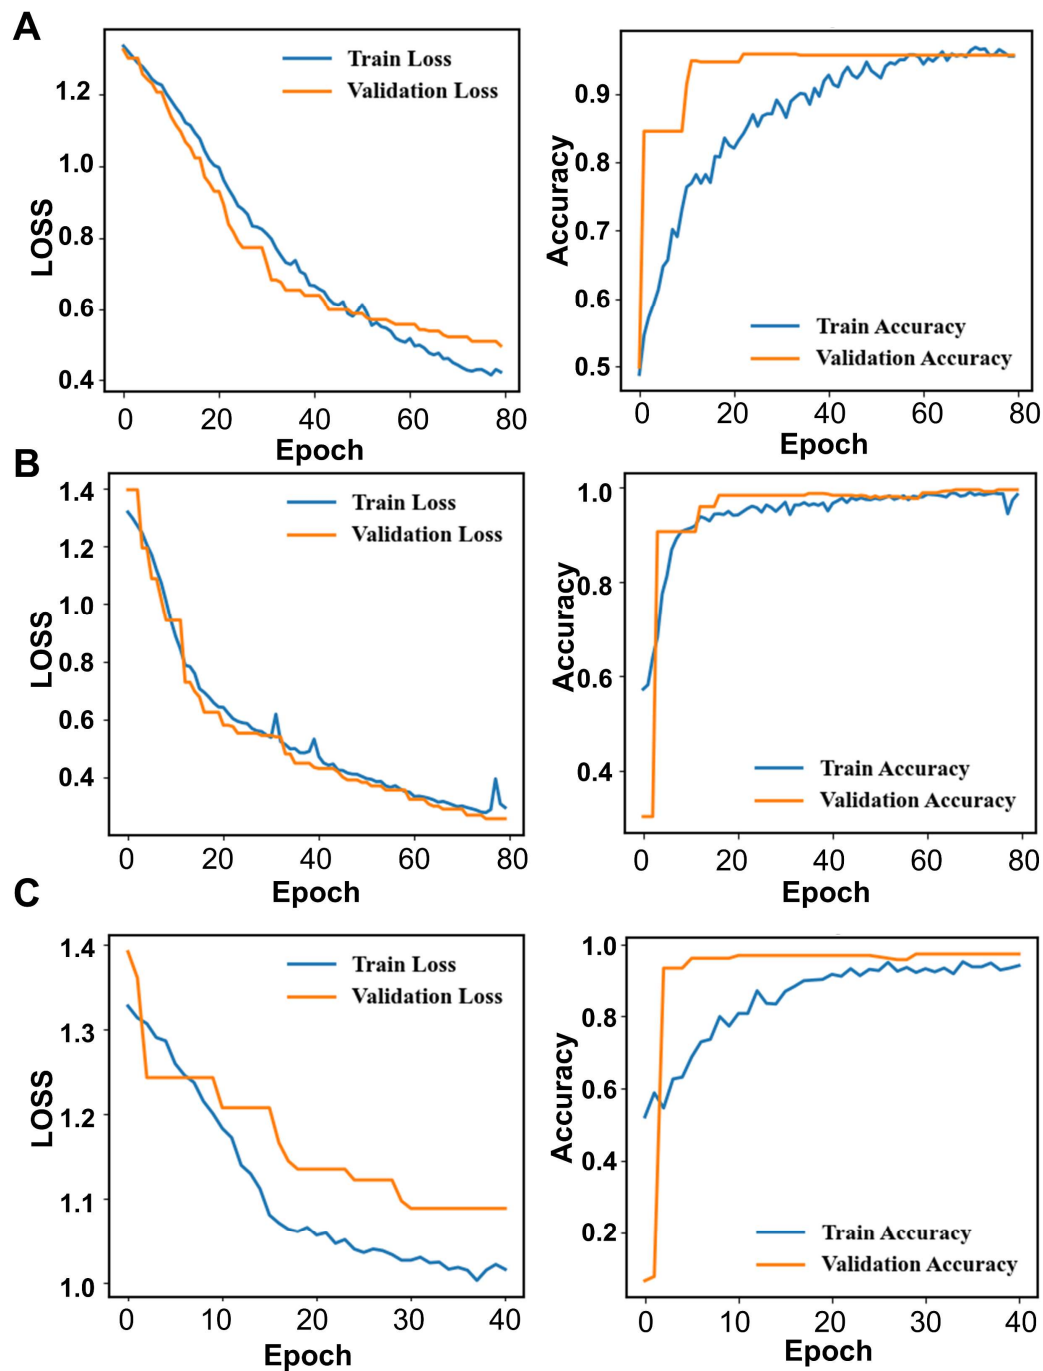 A
Train Loss
Validation Loss
1.2
1.0
0.8
0.6
0.4
LOSS
0 20 40 60 80
Epoch
0.9
0.8
0.7
0.6
0.5
Accuracy
Train Accuracy
Validation Accuracy
0 20 40 60 80
Epoch
B
Train Loss
Validation Loss
1.4
1.2
1.0
0.8
0.6
0.4
LOSS
0 20 40 60 80
Epoch
1.0
0.8
0.6
0.4
Accuracy
Train Accuracy
Validation Accuracy
0 20 40 60 80
Epoch
C
Train Loss
Validation Loss
1.4
1.3
1.2
1.1
1.0
LOSS
0 10 20 30 40
Epoch
1.0
0.8
0.6
0.4
0.2
Accuracy
Train Accuracy
Validation Accuracy
0 10 20 30 40
Epoch